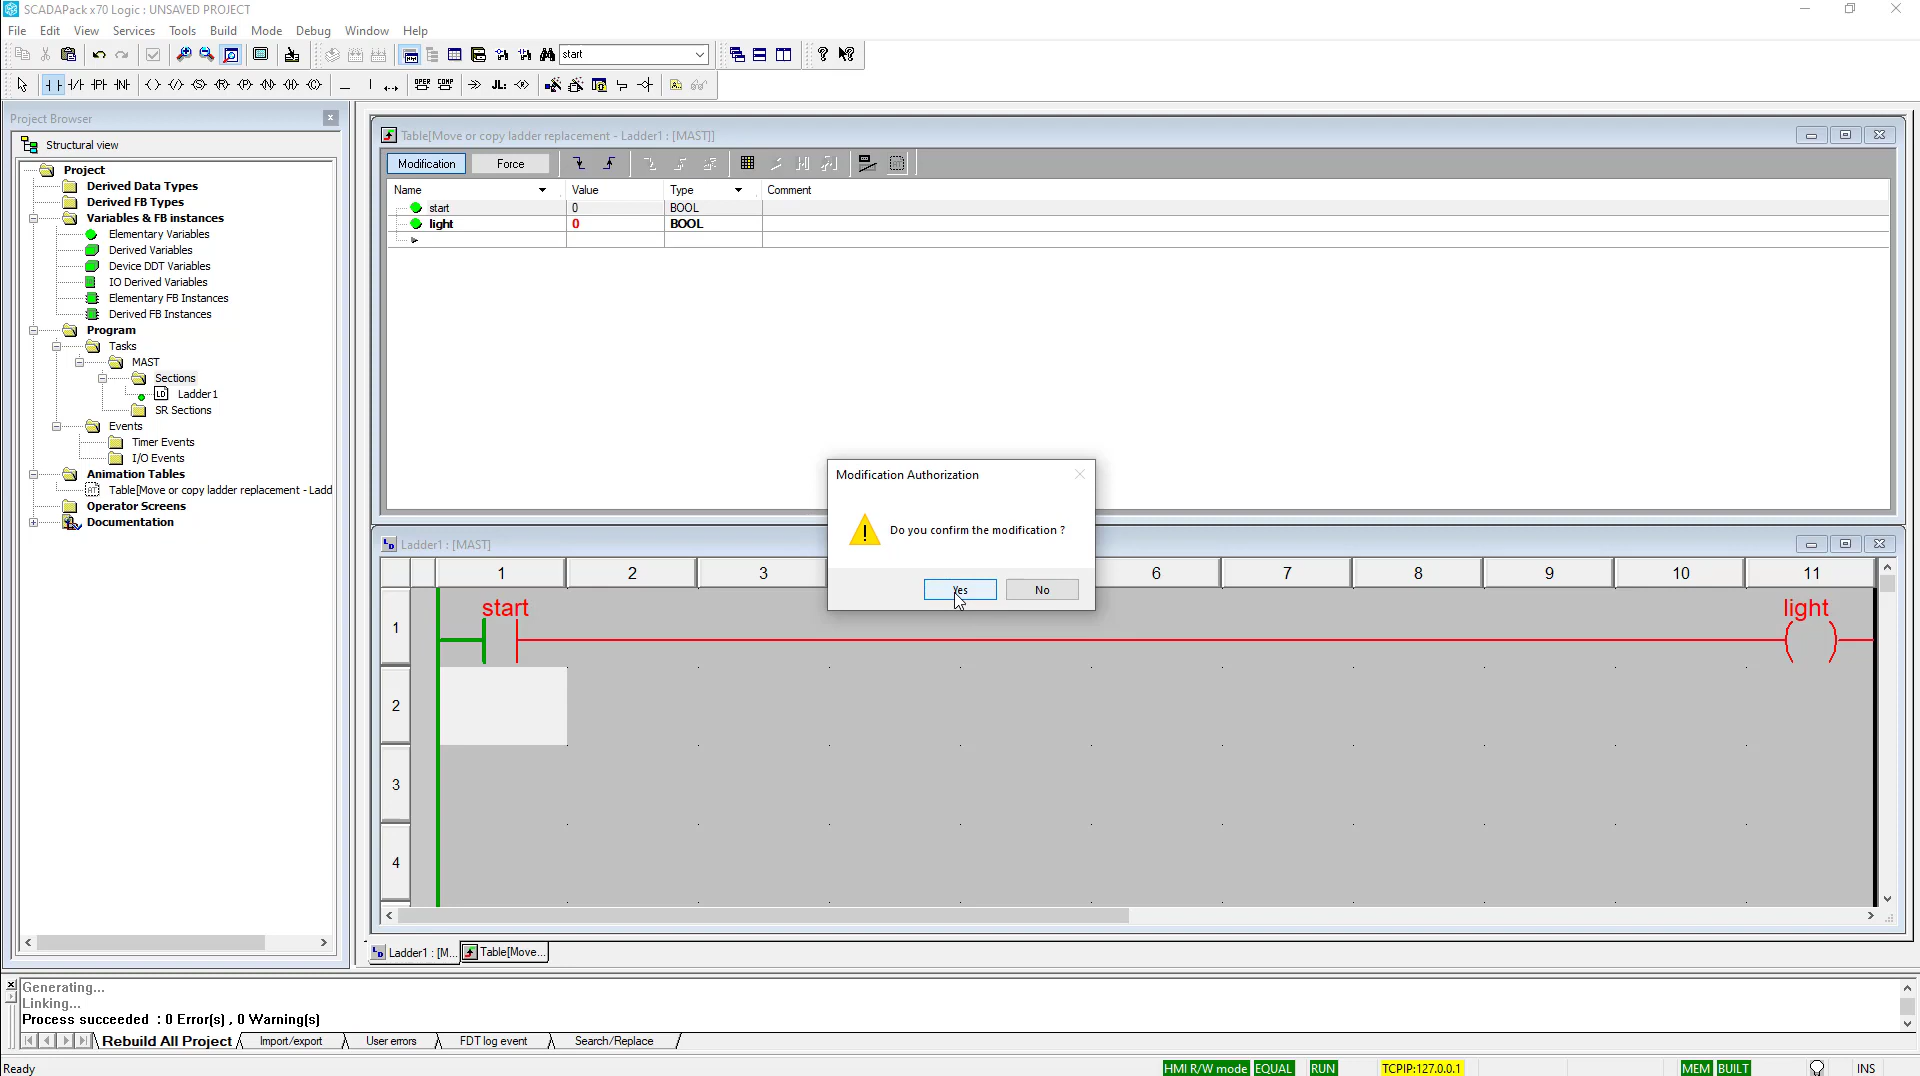 SCADAPack x70 Logic : UNSAVED PROJECT
File Edit View Services Tools Build Mode Debug Window Help
start
Project Browser
Structural view
Project
Derived Data Types
Derived FB Types
Variables & FB instances
Elementary Variables
Derived Variables
Device DDT Variables
IO Derived Variables
Elementary FB Instances
Derived FB Instances
Program
Tasks
MAST
Sections
Ladder1
SR Sections
Events
Timer Events
I/O Events
Animation Tables
Table[Move or copy ladder replacement - Ladd
Operator Screens
Documentation
Table[Move or copy ladder replacement - Ladder1 : [MAST]]
Modification Force
Name Value Type Comment
start 0 BOOL
light 0 BOOL
Modification Authorization
Do you confirm the modification ?
Yes No
Ladder1 : [MAST]
1 2 3 6 7 8 9 10 11
start light
1
2
3
4
Ladder1 : [M... Table[Move...
Generating...
Linking...
Process succeeded : 0 Error(s) , 0 Warning(s)
Rebuild All Project Import/export User errors FDT log event Search/Replace
Ready HMI R/W mode EQUAL RUN TCPIP:127.0.0.1 MEM BUILT INS